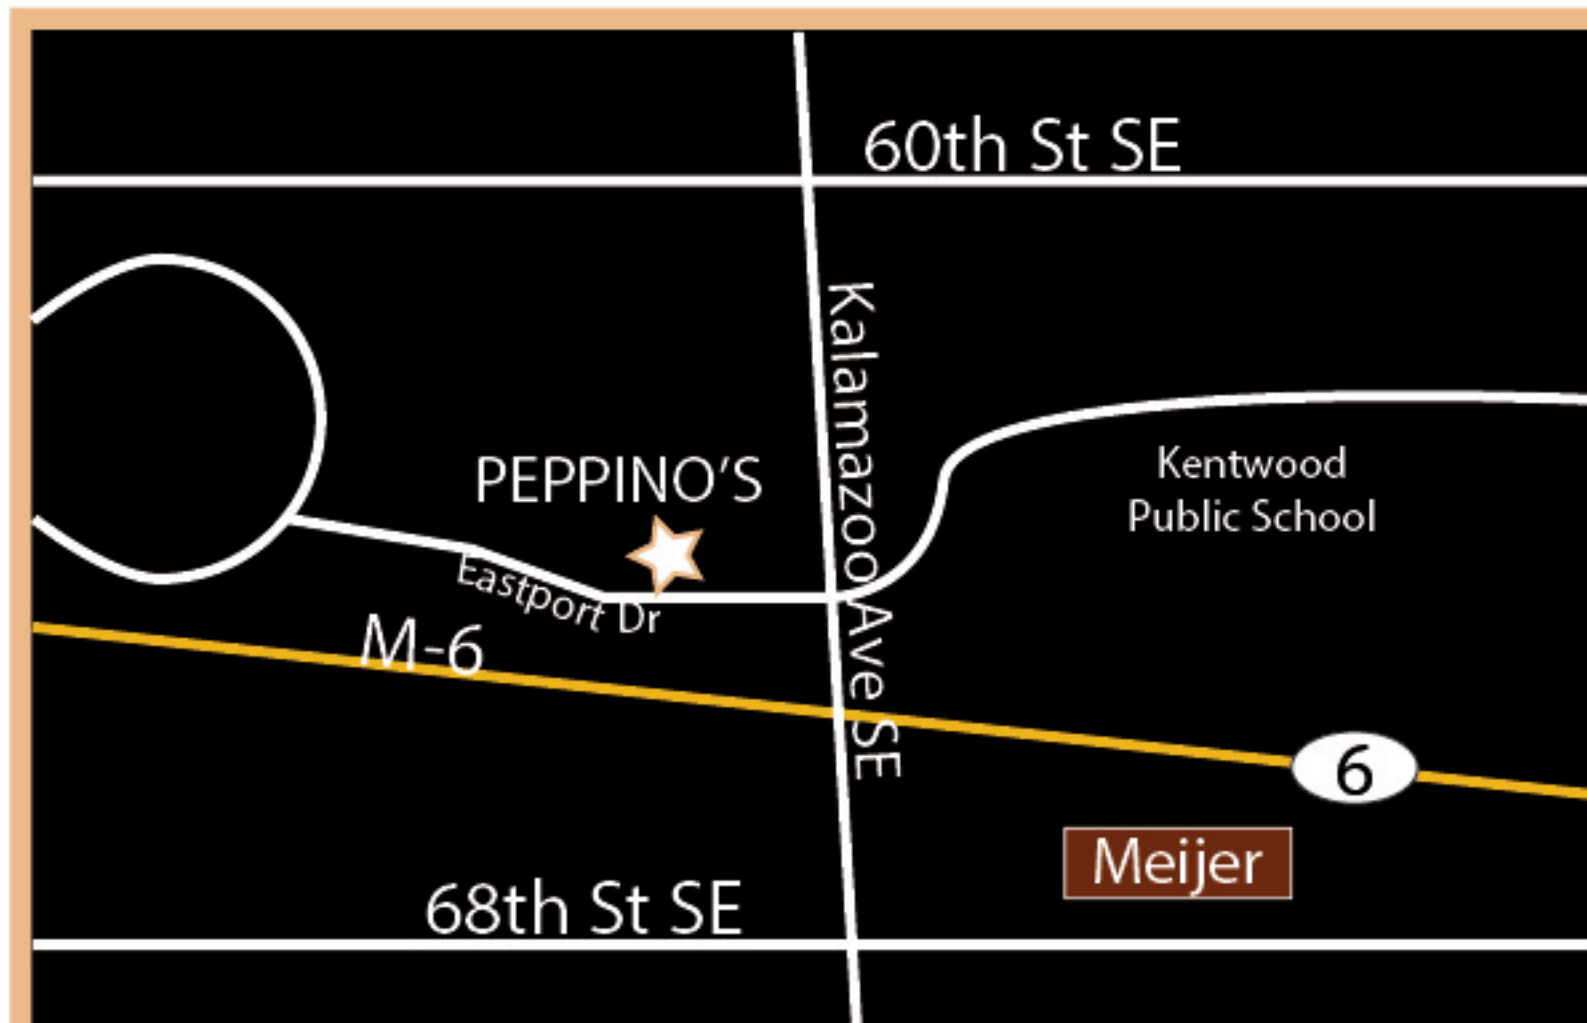 60th St SE
Kalamazoo Ave SE
Kentwood
Public School
PEPPINO'S
Eastport Dr
M-6
6
Meijer
68th St SE